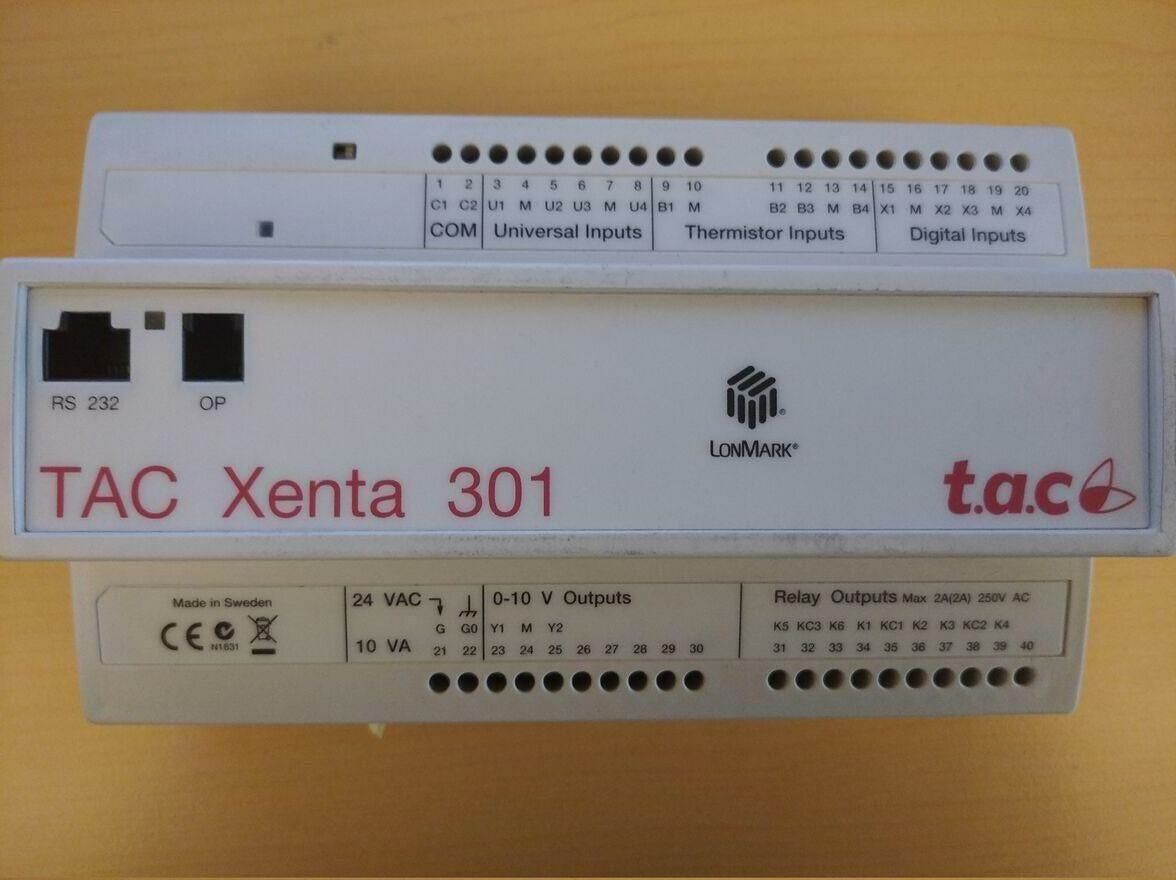 1 2 3 4 5 6 7 8 9 10 11 12 13 14 15 16 17 18 19 20
C1 C2 U1 M U2 U3 M U4 B1 M B2 B3 M B4 X1 M X2 X3 M X4
COM Universal Inputs Thermistor Inputs Digital Inputs
RS 232 OP
LONMARK®
TAC Xenta 301
t.a.c
Made in Sweden
CE N1831
24 VAC
G G0
10 VA
21 22
0-10 V Outputs
Y1 M Y2
23 24 25 26 27 28 29 30
Relay Outputs Max 2A(2A) 250V AC
K5 KC3 K6 K1 KC1 K2 K3 KC2 K4
31 32 33 34 35 36 37 38 39 40